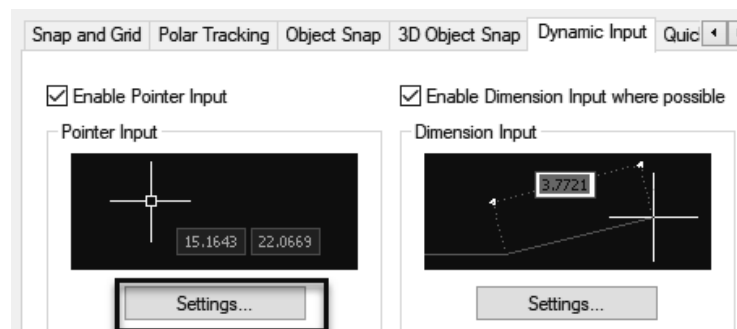 Snap and Grid Polar Tracking Object Snap 3D Object Snap Dynamic Input Quic
Enable Pointer Input Enable Dimension Input where possible
Pointer Input Dimension Input
3.7721
15.1643 22.0669
Settings... Settings...